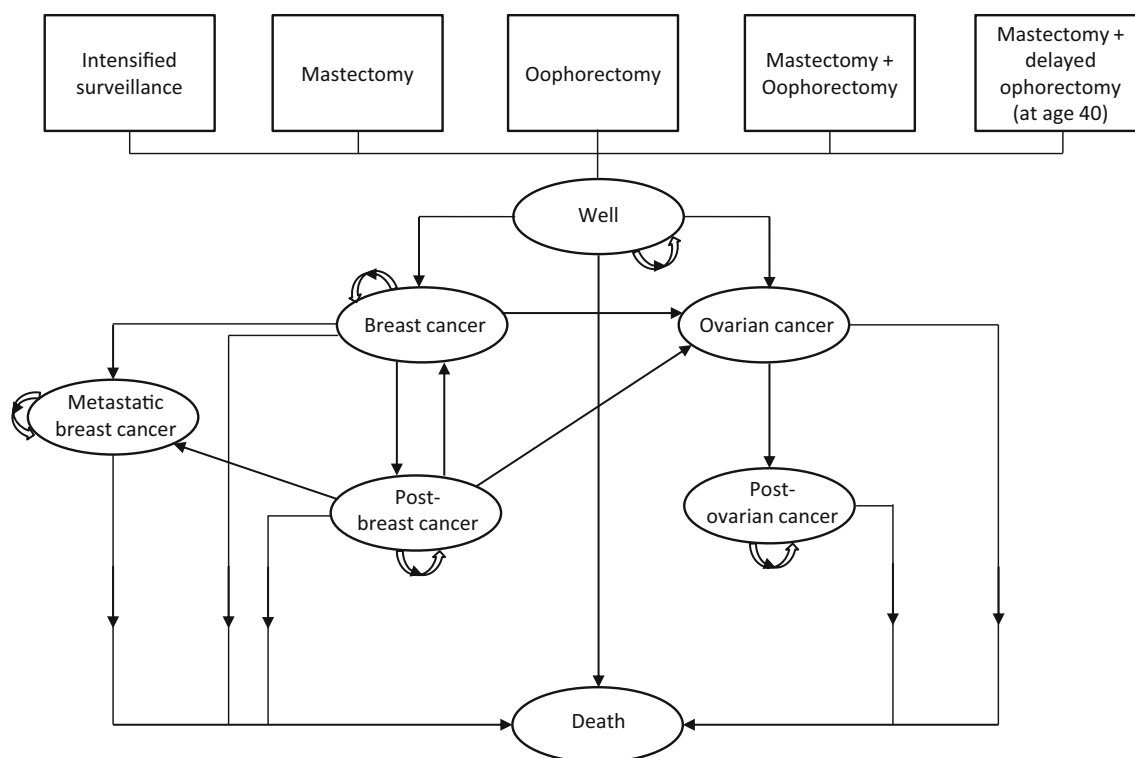 Intensified
surveillance
Mastectomy
Oophorectomy
Mastectomy +
Oophorectomy
Mastectomy +
delayed
ophorectomy
(at age 40)
Well
Breast cancer
Ovarian cancer
Metastatic
breast cancer
Post-
breast cancer
Post-
ovarian cancer
Death